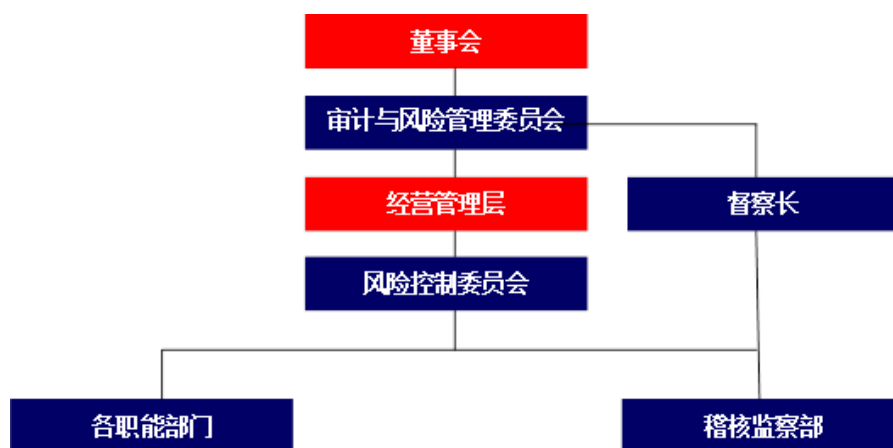 董事会
审计与风险管理委员会
经营管理层
督察长
风险控制委员会
各职能部门
稽核监察部